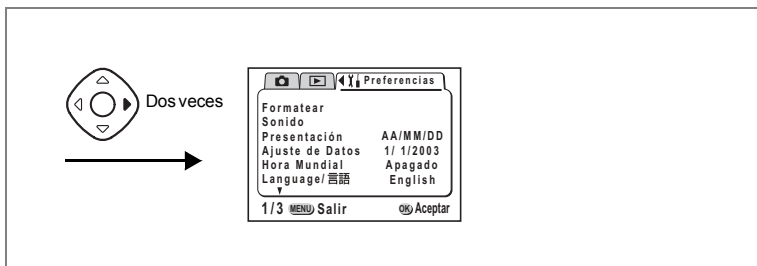 Dos veces
Preferencias
Formatear
Sonido
Presentación AA/MM/DD
Ajuste de Datos 1/ 1/2003
Hora Mundial Apagado
Language/言語 English
1/3 MENU Salir OK Aceptar